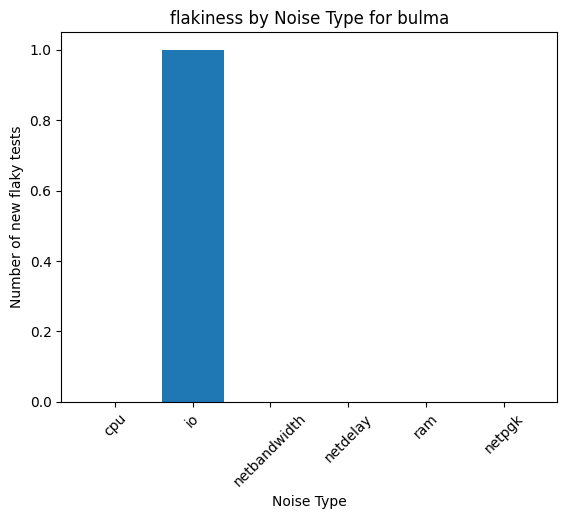 flakiness by Noise Type for bulma
Number of new flaky tests
1.0
0.8
0.6
0.4
0.2
0.0
cpu
io
netbandwidth
netdelay
ram
netpgk
Noise Type